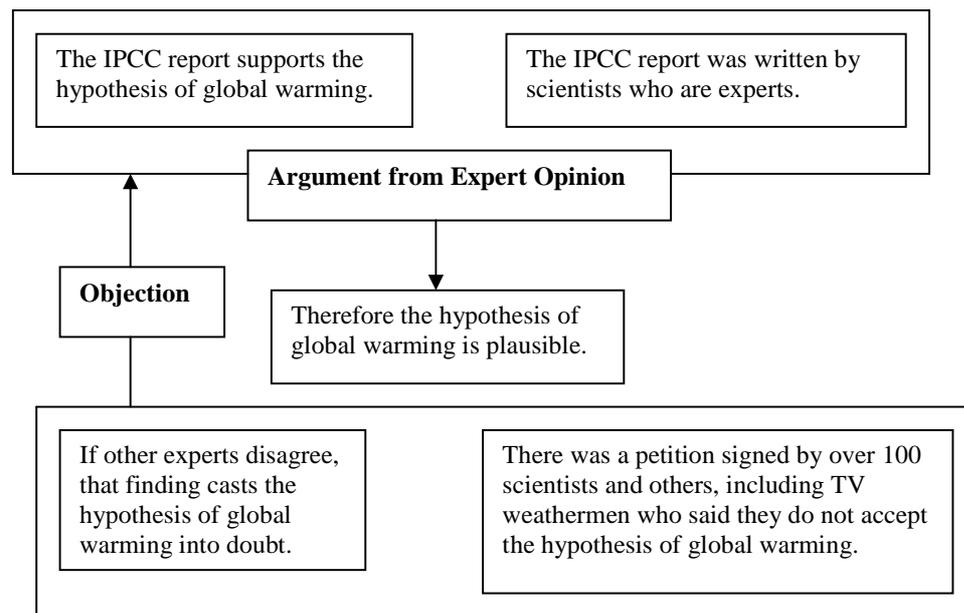 The IPCC report supports the
hypothesis of global warming.
The IPCC report was written by
scientists who are experts.
Argument from Expert Opinion
Objection
Therefore the hypothesis of
global warming is plausible.
If other experts disagree,
that finding casts the
hypothesis of global
warming into doubt.
There was a petition signed by over 100
scientists and others, including TV
weathermen who said they do not accept
the hypothesis of global warming.